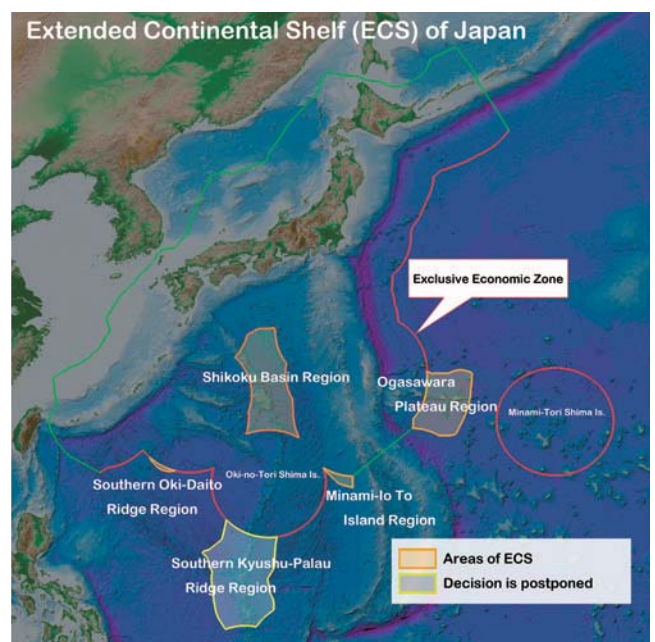 Extended Continental Shelf (ECS) of Japan
Exclusive Economic Zone
Shikoku Basin Region
Ogasawara
Plateau Region
Minami-Tori Shima Is.
Oki-no-Tori Shima Is.
Southern Oki-Daito
Ridge Region
Minami-Io To
Island Region
Southern Kyushu-Palau
Ridge Region
Areas of ECS
Decision is postponed